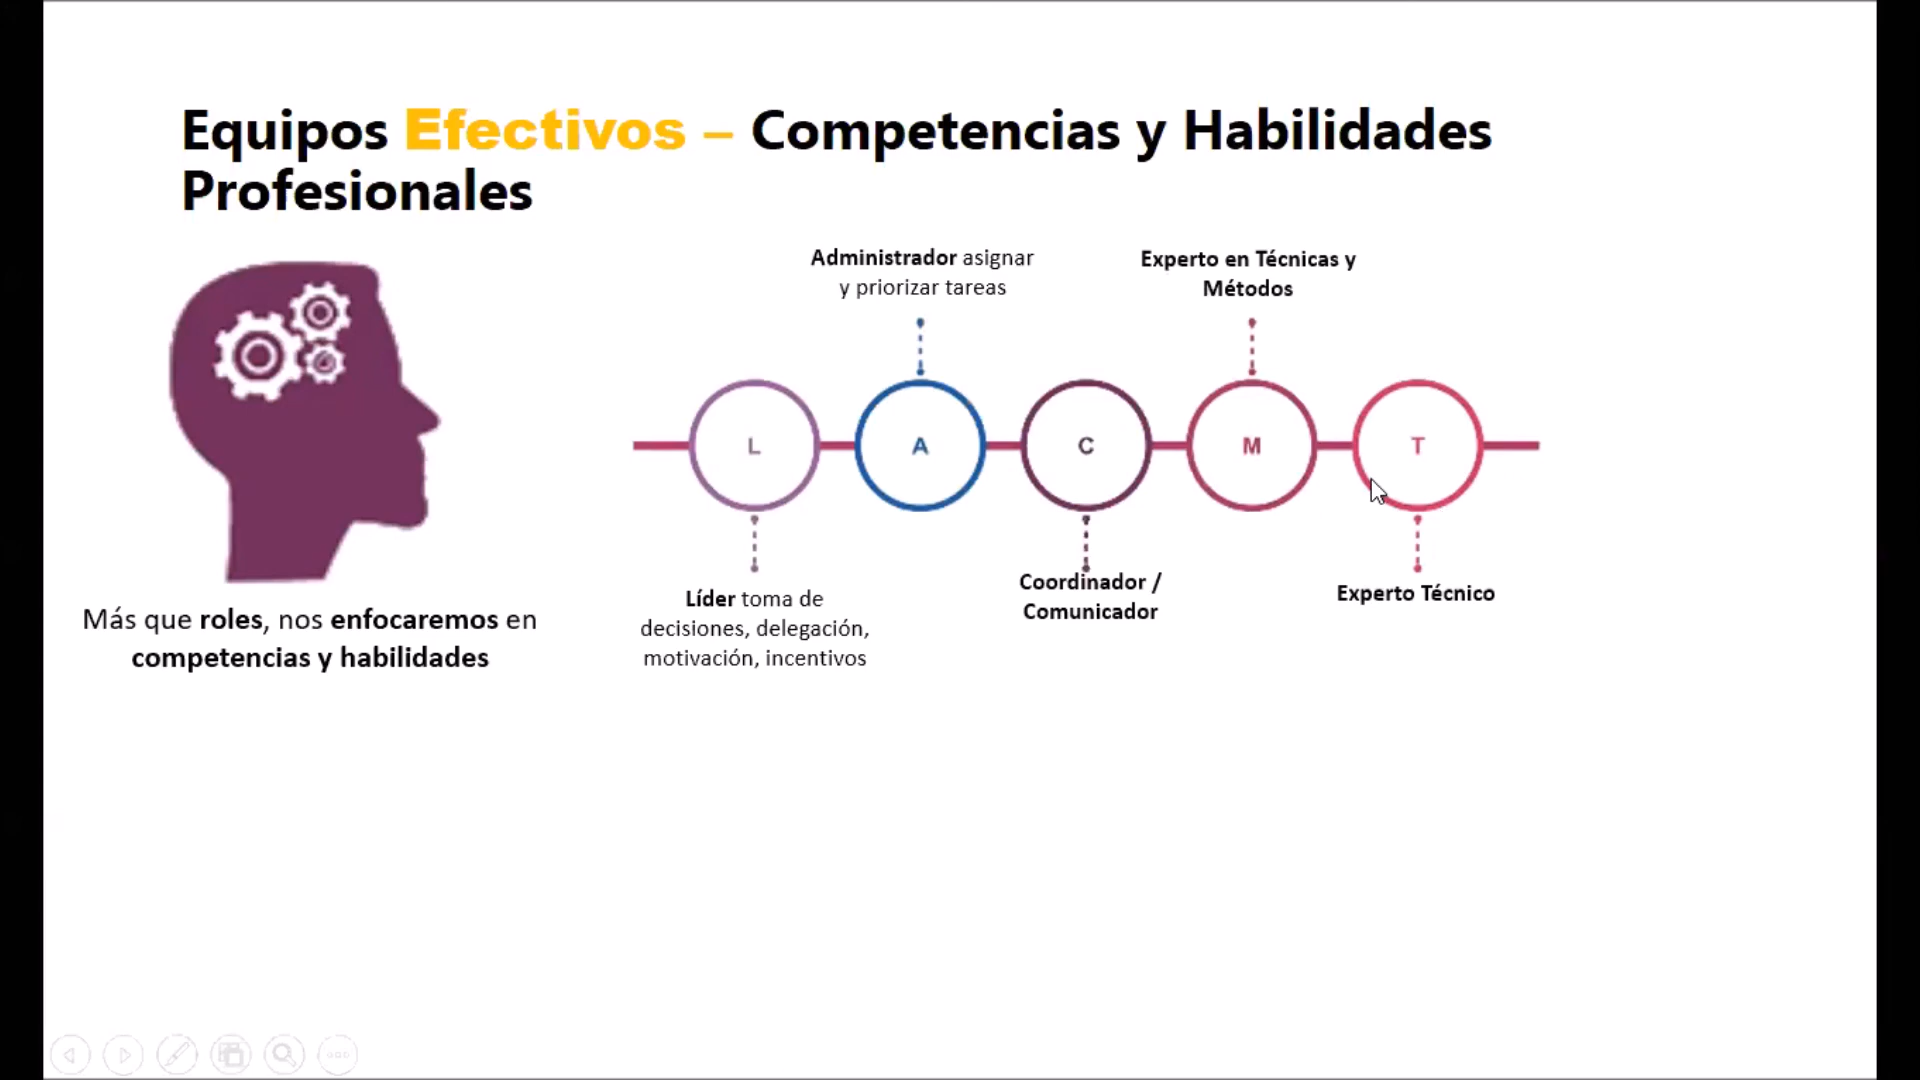 Equipos Efectivos – Competencias y Habilidades
Profesionales
Administrador asignar
y priorizar tareas
Experto en Técnicas y
Métodos
L
A
C
M
T
Líder toma de
decisiones, delegación,
motivación, incentivos
Coordinador /
Comunicador
Experto Técnico
Más que roles, nos enfocaremos en
competencias y habilidades